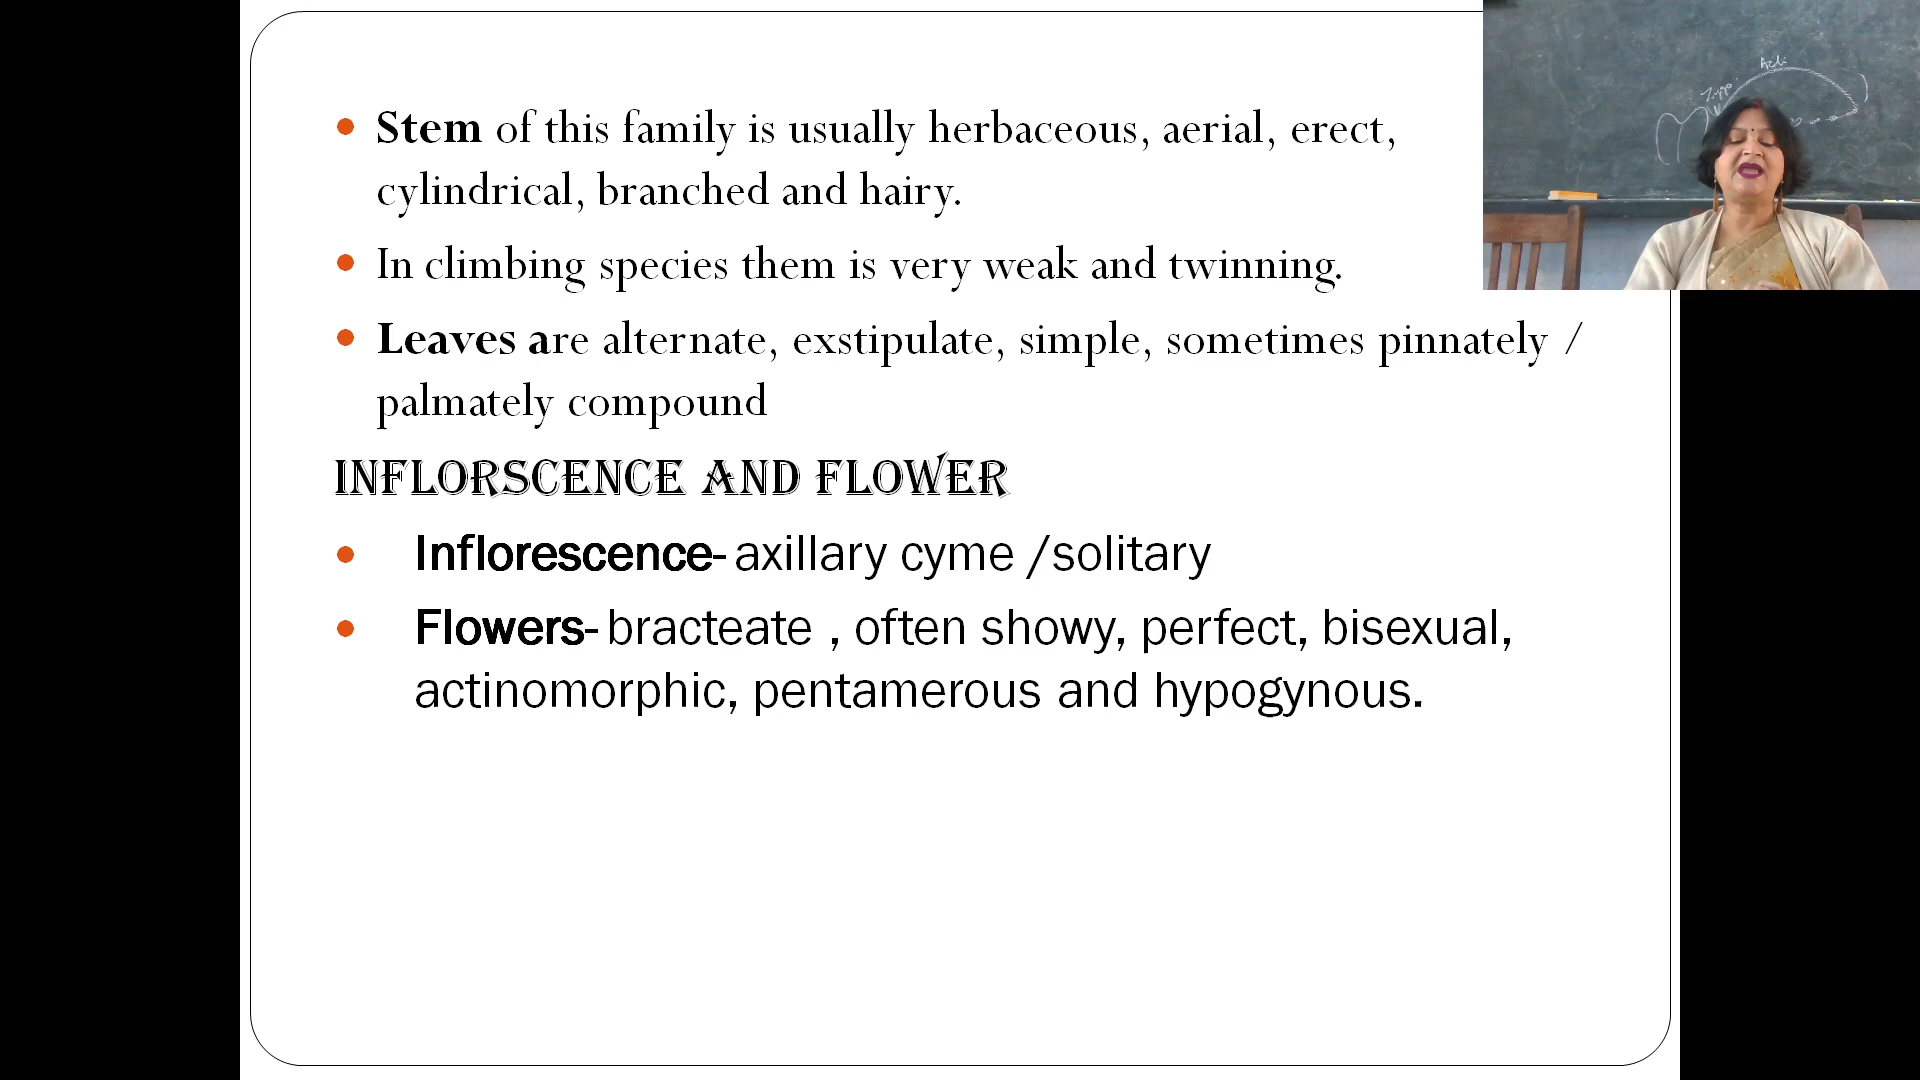 Stem of this family is usually herbaceous, aerial, erect,
cylindrical, branched and hairy.
In climbing species them is very weak and twinning.
Leaves are alternate, exstipulate, simple, sometimes pinnately /
palmately compound
INFLORSCENCE AND FLOWER
Inflorescence- axillary cyme /solitary
Flowers- bracteate , often showy, perfect, bisexual,
actinomorphic, pentamerous and hypogynous.